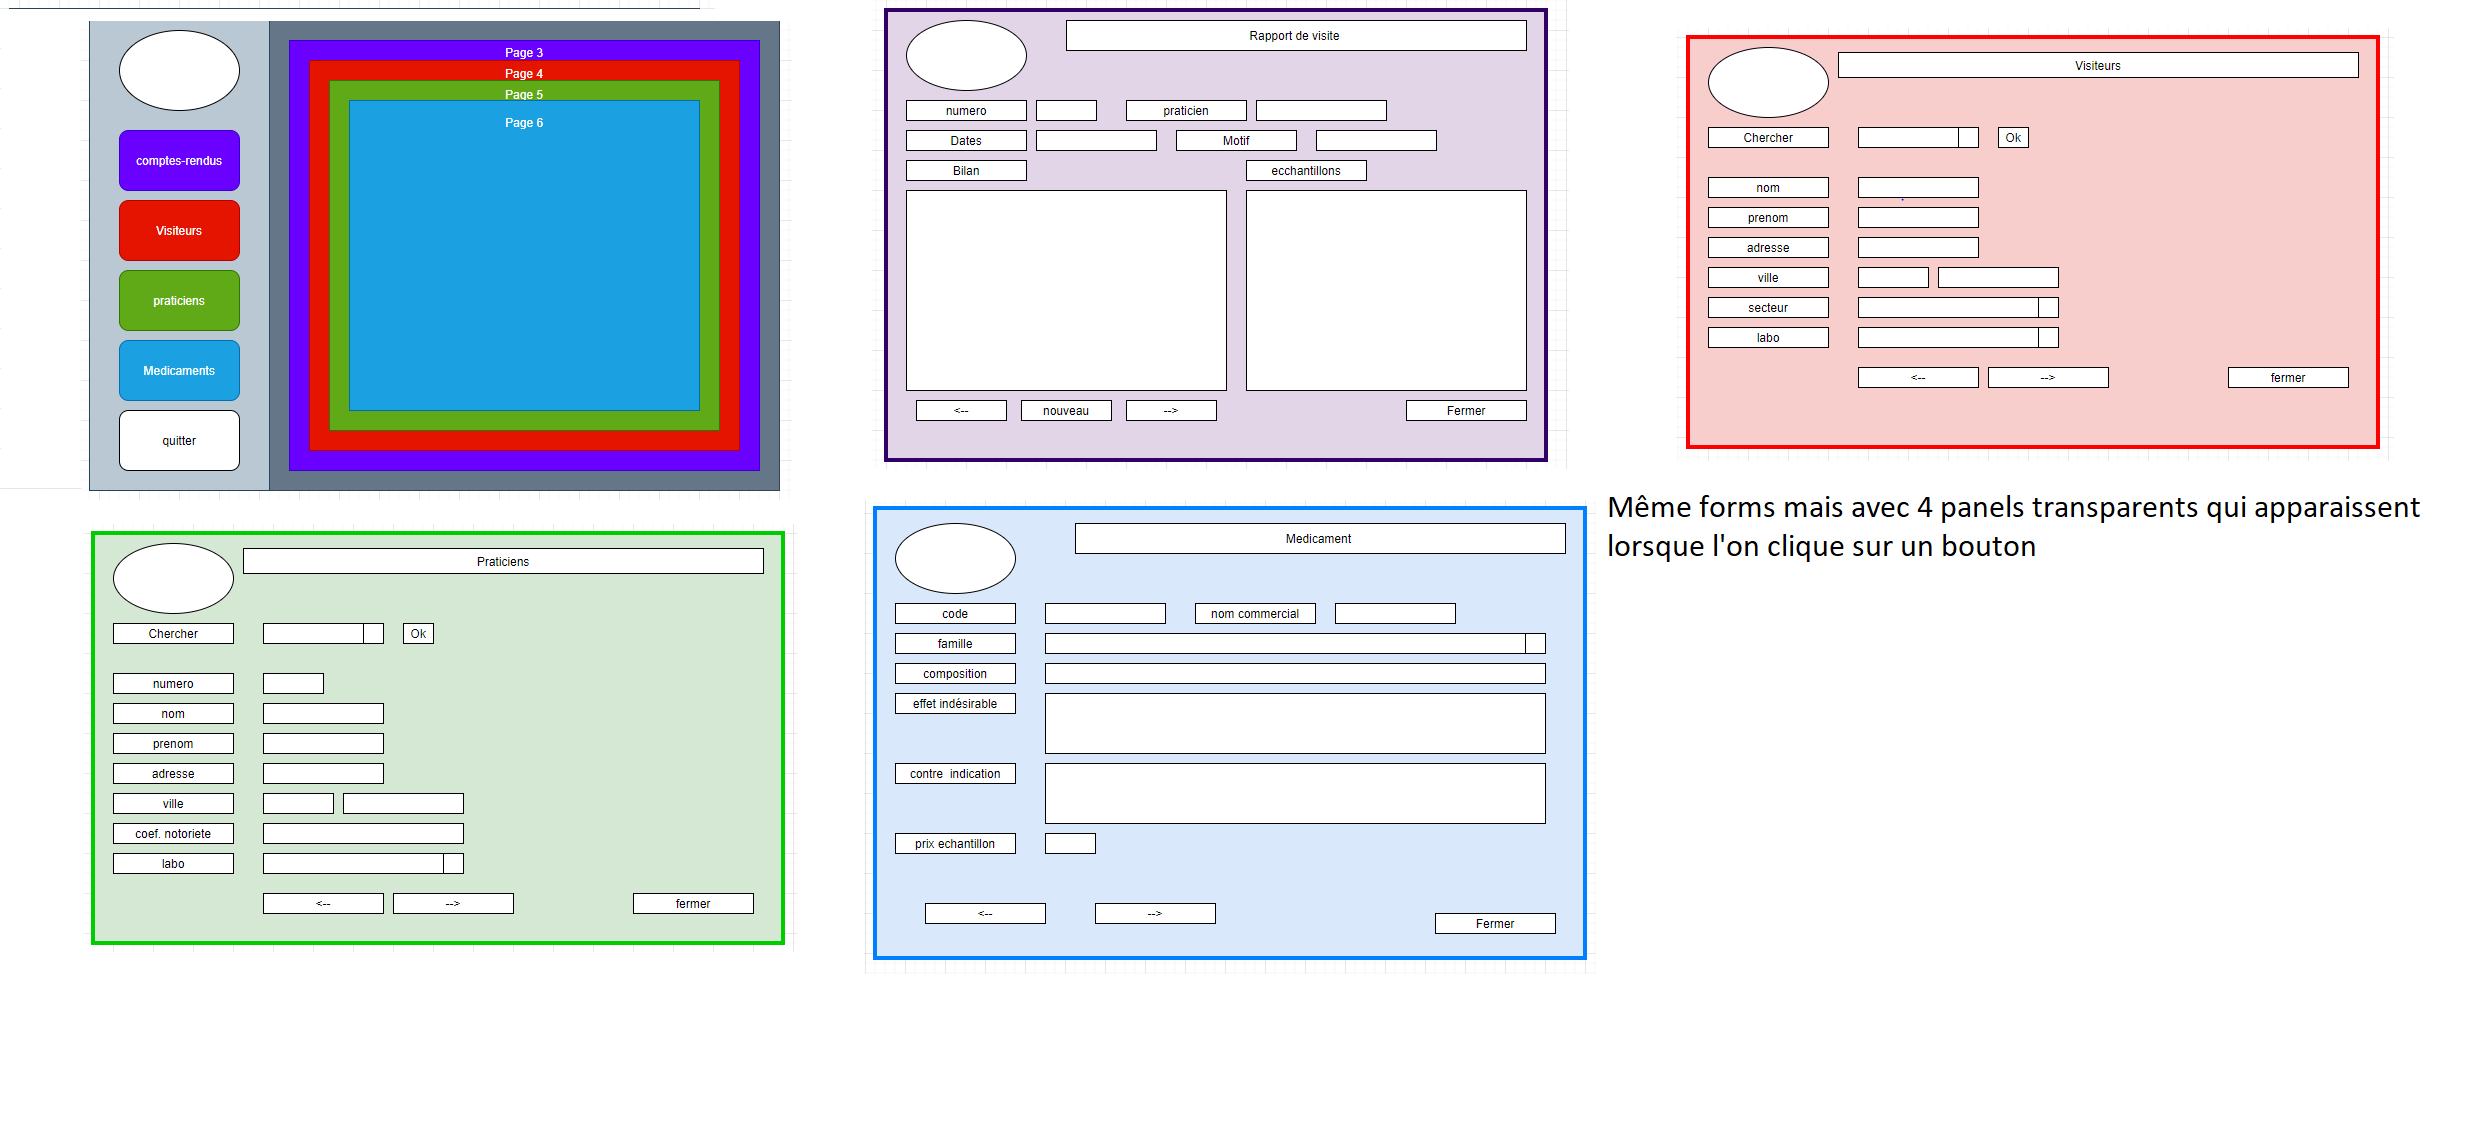 Page 3
Page 4
Page 5
Page 6
comptes-rendus
Visiteurs
praticiens
Medicaments
quitter
Rapport de visite
numero praticien
Dates Motif
Bilan ecchantillons
<-- nouveau --> Fermer
Visiteurs
Chercher Ok
nom
prenom
adresse
ville
secteur
labo
<-- --> fermer
Même forms mais avec 4 panels transparents qui apparaissent
lorsque l'on clique sur un bouton
Praticiens
Chercher Ok
numero
nom
prenom
adresse
ville
coef. notoriete
labo
<-- --> fermer
Medicament
code nom commercial
famille
composition
effet indésirable
contre indication
prix echantillon
<-- --> Fermer